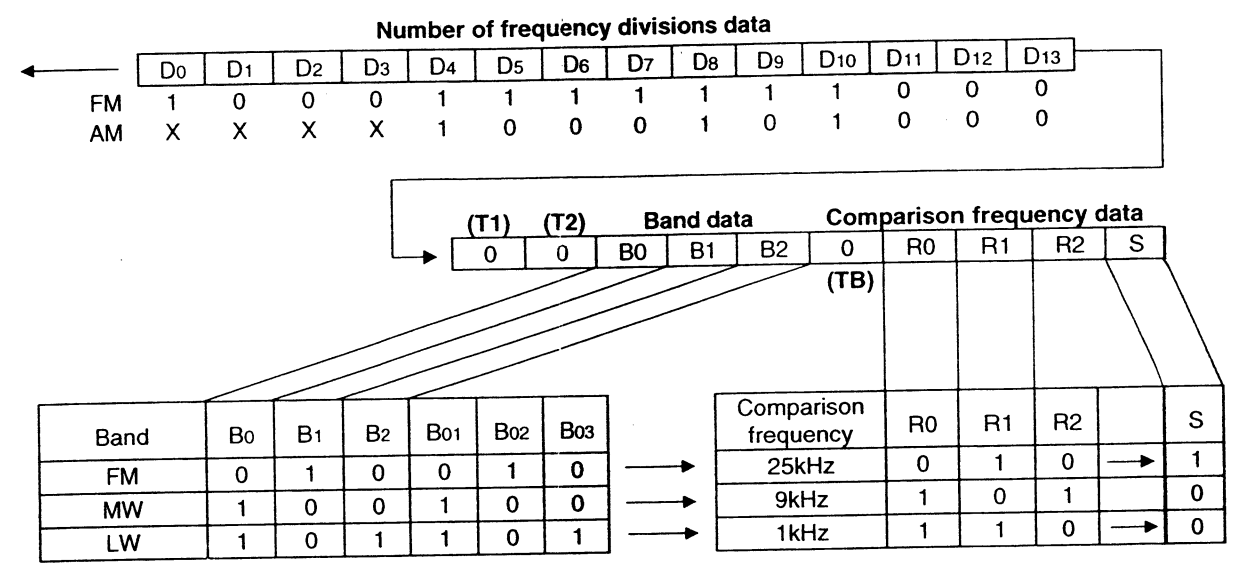 Number of frequency divisions data
D0 D1 D2 D3 D4 D5 D6 D7 D8 D9 D10 D11 D12 D13
FM 1 0 0 0 1 1 1 1 1 1 1 0 0 0
AM X X X X 1 0 0 0 1 0 1 0 0 0
(T1) (T2) Band data Comparison frequency data
0 0 B0 B1 B2 0 R0 R1 R2 S
(TB)
Band B0 B1 B2 B01 B02 B03
FM 0 1 0 0 1 0
MW 1 0 0 1 0 0
LW 1 0 1 1 0 1
Comparison
frequency R0 R1 R2 S
25kHz 0 1 0 1
9kHz 1 0 1 0
1kHz 1 1 0 0